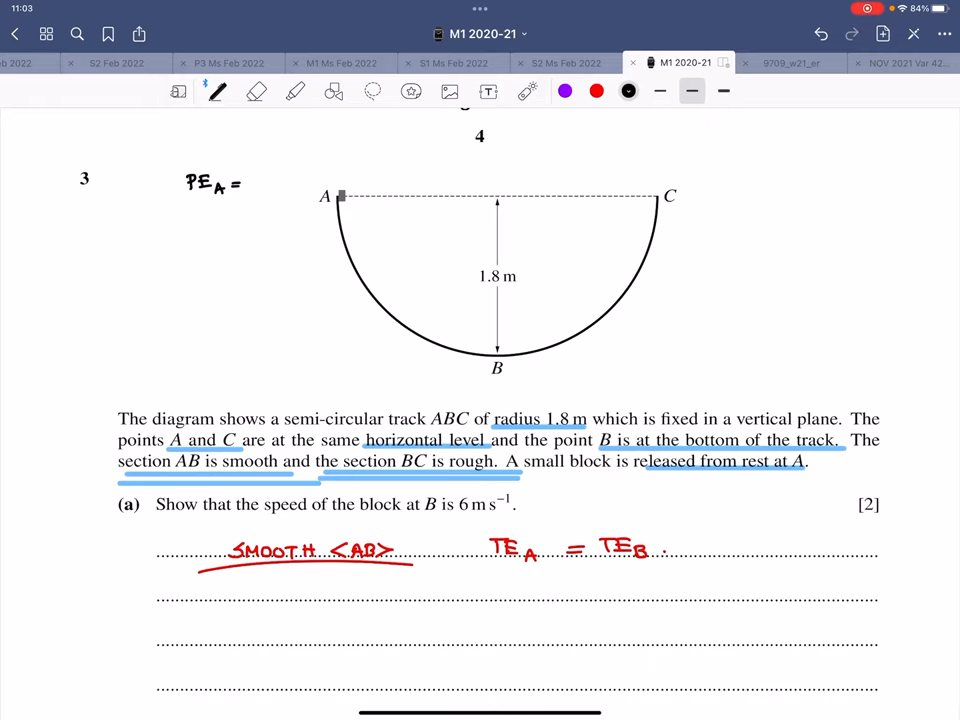 11:03
84%
M1 2020-21
b 2022
S2 Feb 2022
P3 Ms Feb 2022
M1 Ms Feb 2022
S1 Ms Feb 2022
S2 Ms Feb 2022
M1 2020-21
9709_w21_er
NOV 2021 Var 42...
4
3
PE_A =
A
C
1.8 m
B
The diagram shows a semi-circular track ABC of radius 1.8 m which is fixed in a vertical plane. The
points A and C are at the same horizontal level and the point B is at the bottom of the track. The
section AB is smooth and the section BC is rough. A small block is released from rest at A.
(a) Show that the speed of the block at B is 6 m s⁻¹. [2]
SMOOTH <AB> TE_A = TE_B.